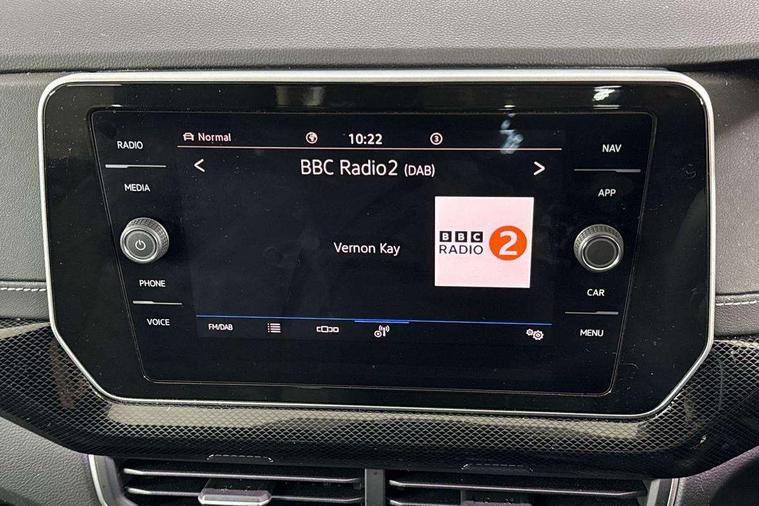 RADIO
MEDIA
PHONE
VOICE
Normal
10:22
3
< BBC Radio2 (DAB) >
Vernon Kay
BBC
RADIO 2
FM/DAB
NAV
APP
CAR
MENU